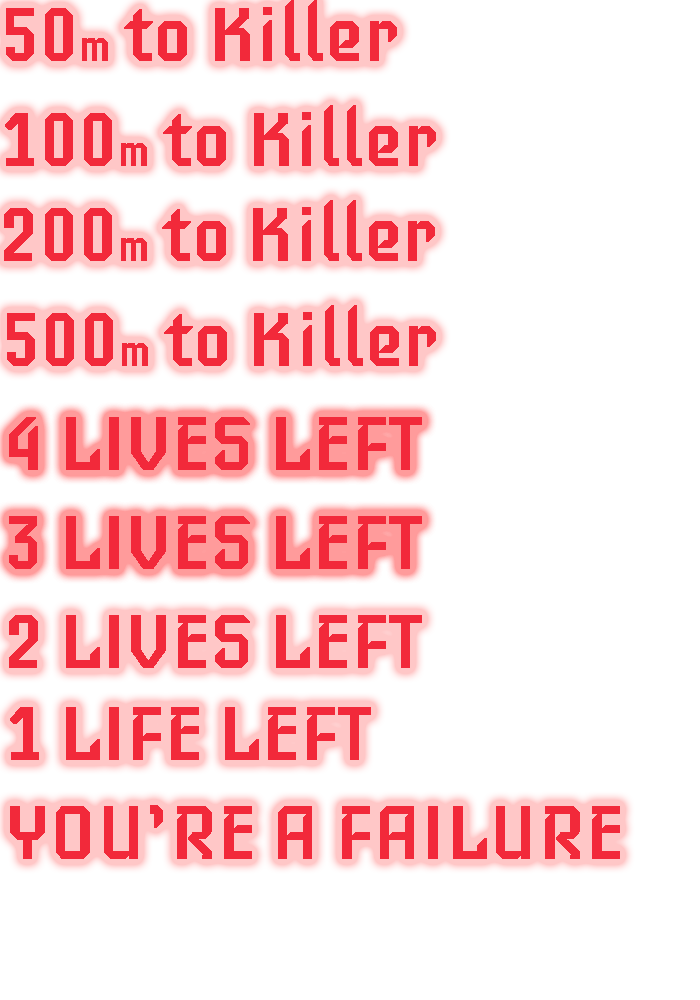 50m to Killer
100m to Killer
200m to Killer
500m to Killer
4 LIVES LEFT
3 LIVES LEFT
2 LIVES LEFT
1 LIFE LEFT
YOU’RE A FAILURE